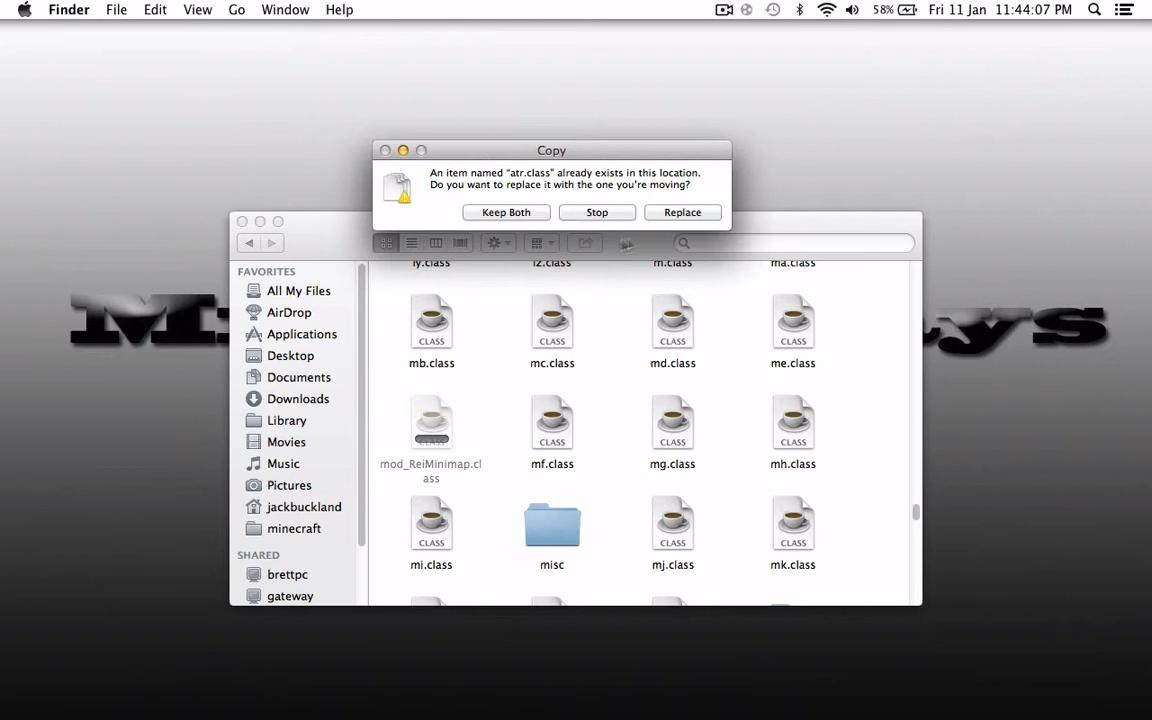 Finder File Edit View Go Window Help 58% Fri 11 Jan 11:44:07 PM
Copy
An item named “atr.class” already exists in this location.
Do you want to replace it with the one you’re moving?
Keep Both Stop Replace
FAVORITES
All My Files
AirDrop
Applications
Desktop
Documents
Downloads
Library
Movies
Music
Pictures
jackbuckland
minecraft
SHARED
brettpc
gateway
ly.class lz.class m.class ma.class
CLASS CLASS CLASS CLASS
mb.class mc.class md.class me.class
CLASS CLASS CLASS
mod_ReiMinimap.cl
ass
mf.class mg.class mh.class
CLASS CLASS CLASS
mi.class misc mj.class mk.class